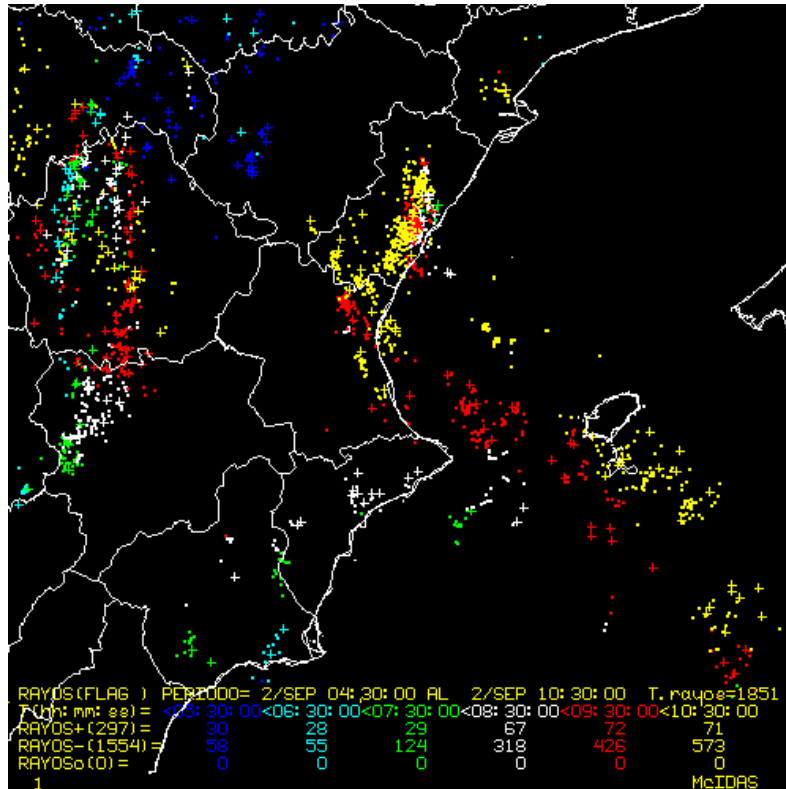 RAYOS(FLAG ) PERIODO= 2/SEP 04:30:00 AL 2/SEP 10:30:00 T.rayos=1851
T(hh:mm:ss)= <05:30:00 <06:30:00 <07:30:00 <08:30:00 <09:30:00 <10:30:00
RAYOS+(297)= 30 28 29 67 72 71
RAYOS-(1554)= 58 55 124 318 426 573
RAYOSo(0)= 0 0 0 0 0 0
1 McIDAS